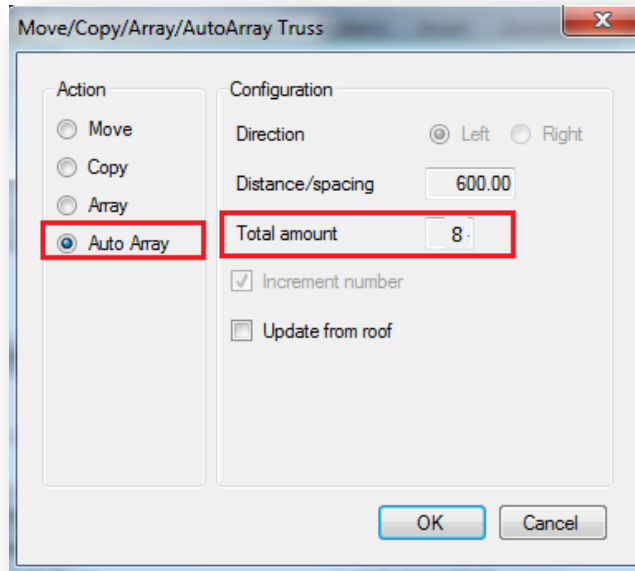 Move/Copy/Array/AutoArray Truss
Action
Move
Copy
Array
Auto Array
Configuration
Direction
Left
Right
Distance/spacing
600.00
Total amount
8
Increment number
Update from roof
OK
Cancel